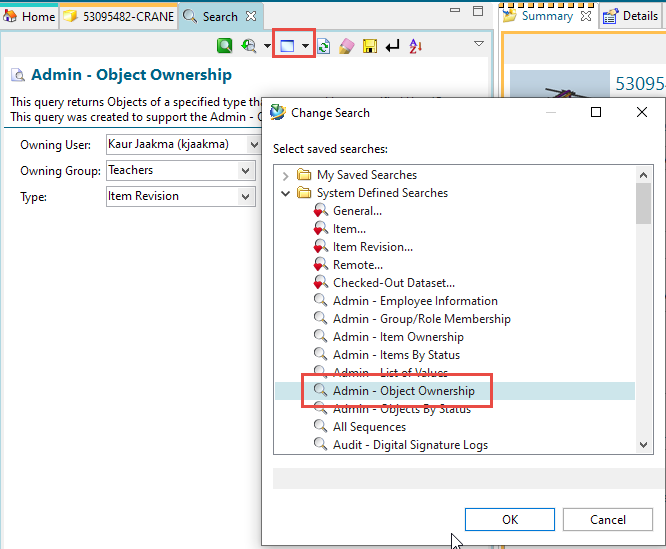 Home
53095482-CRANE
Search
Summary
Details
Admin - Object Ownership
53095
This query returns Objects of a specified type tha
This query was created to support the Admin - O
Owning User:
Kaur Jaakma (kjaakma)
Owning Group:
Teachers
Type:
Item Revision
Change Search
Select saved searches:
My Saved Searches
System Defined Searches
General...
Item...
Item Revision...
Remote...
Checked-Out Dataset...
Admin - Employee Information
Admin - Group/Role Membership
Admin - Item Ownership
Admin - Items By Status
Admin - List of Values
Admin - Object Ownership
Admin - Objects By Status
All Sequences
Audit - Digital Signature Logs
OK
Cancel